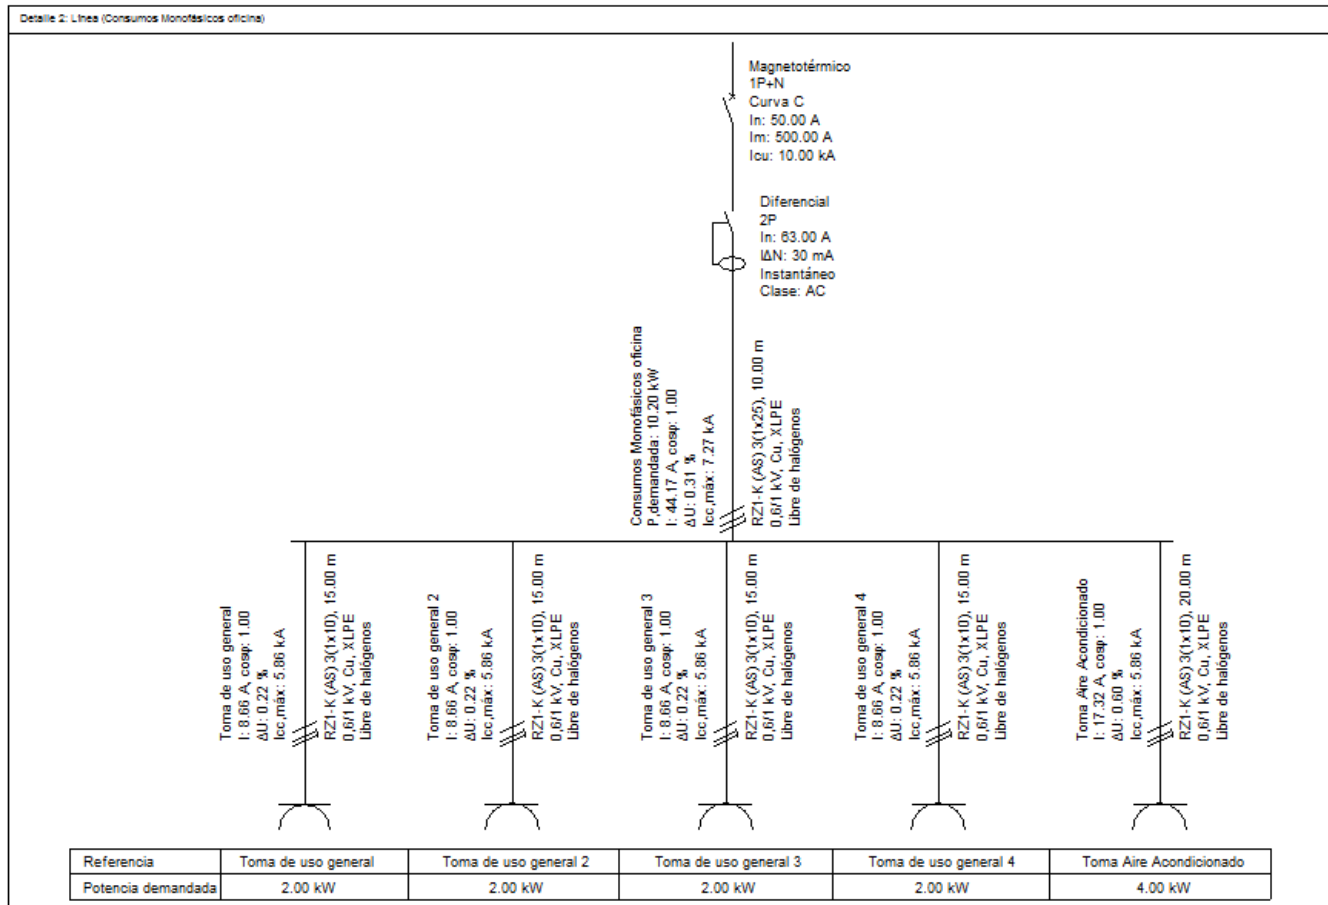 Detalle 2: Línea (Consumos Monofásicos oficina)
Magnetotérmico
1P+N
Curva C
In: 50.00 A
Im: 500.00 A
Icu: 10.00 kA
Diferencial
2P
In: 63.00 A
IΔN: 30 mA
Instantáneo
Clase: AC
Consumos Monofásicos oficina
P,demandada: 10.20 kW
I: 44.17 A, cosφ: 1.00
ΔU: 0.31 %
Icc,máx: 7.27 kA
RZ1-K (AS) 3(1x25), 10.00 m
0,6/1 kV, Cu, XLPE
Libre de halógenos
Toma de uso general
I: 8.66 A, cosφ: 1.00
ΔU: 0.22 %
Icc,máx: 5.86 kA
RZ1-K (AS) 3(1x10), 15.00 m
0,6/1 kV, Cu, XLPE
Libre de halógenos
Toma de uso general 2
I: 8.66 A, cosφ: 1.00
ΔU: 0.22 %
Icc,máx: 5.86 kA
RZ1-K (AS) 3(1x10), 15.00 m
0,6/1 kV, Cu, XLPE
Libre de halógenos
Toma de uso general 3
I: 8.66 A, cosφ: 1.00
ΔU: 0.22 %
Icc,máx: 5.86 kA
RZ1-K (AS) 3(1x10), 15.00 m
0,6/1 kV, Cu, XLPE
Libre de halógenos
Toma de uso general 4
I: 8.66 A, cosφ: 1.00
ΔU: 0.22 %
Icc,máx: 5.86 kA
RZ1-K (AS) 3(1x10), 15.00 m
0,6/1 kV, Cu, XLPE
Libre de halógenos
Toma Aire Acondicionado
I: 17.32 A, cosφ: 1.00
ΔU: 0.60 %
Icc,máx: 5.86 kA
RZ1-K (AS) 3(1x10), 20.00 m
0,6/1 kV, Cu, XLPE
Libre de halógenos
Referencia Toma de uso general Toma de uso general 2 Toma de uso general 3 Toma de uso general 4 Toma Aire Acondicionado
Potencia demandada 2.00 kW 2.00 kW 2.00 kW 2.00 kW 4.00 kW